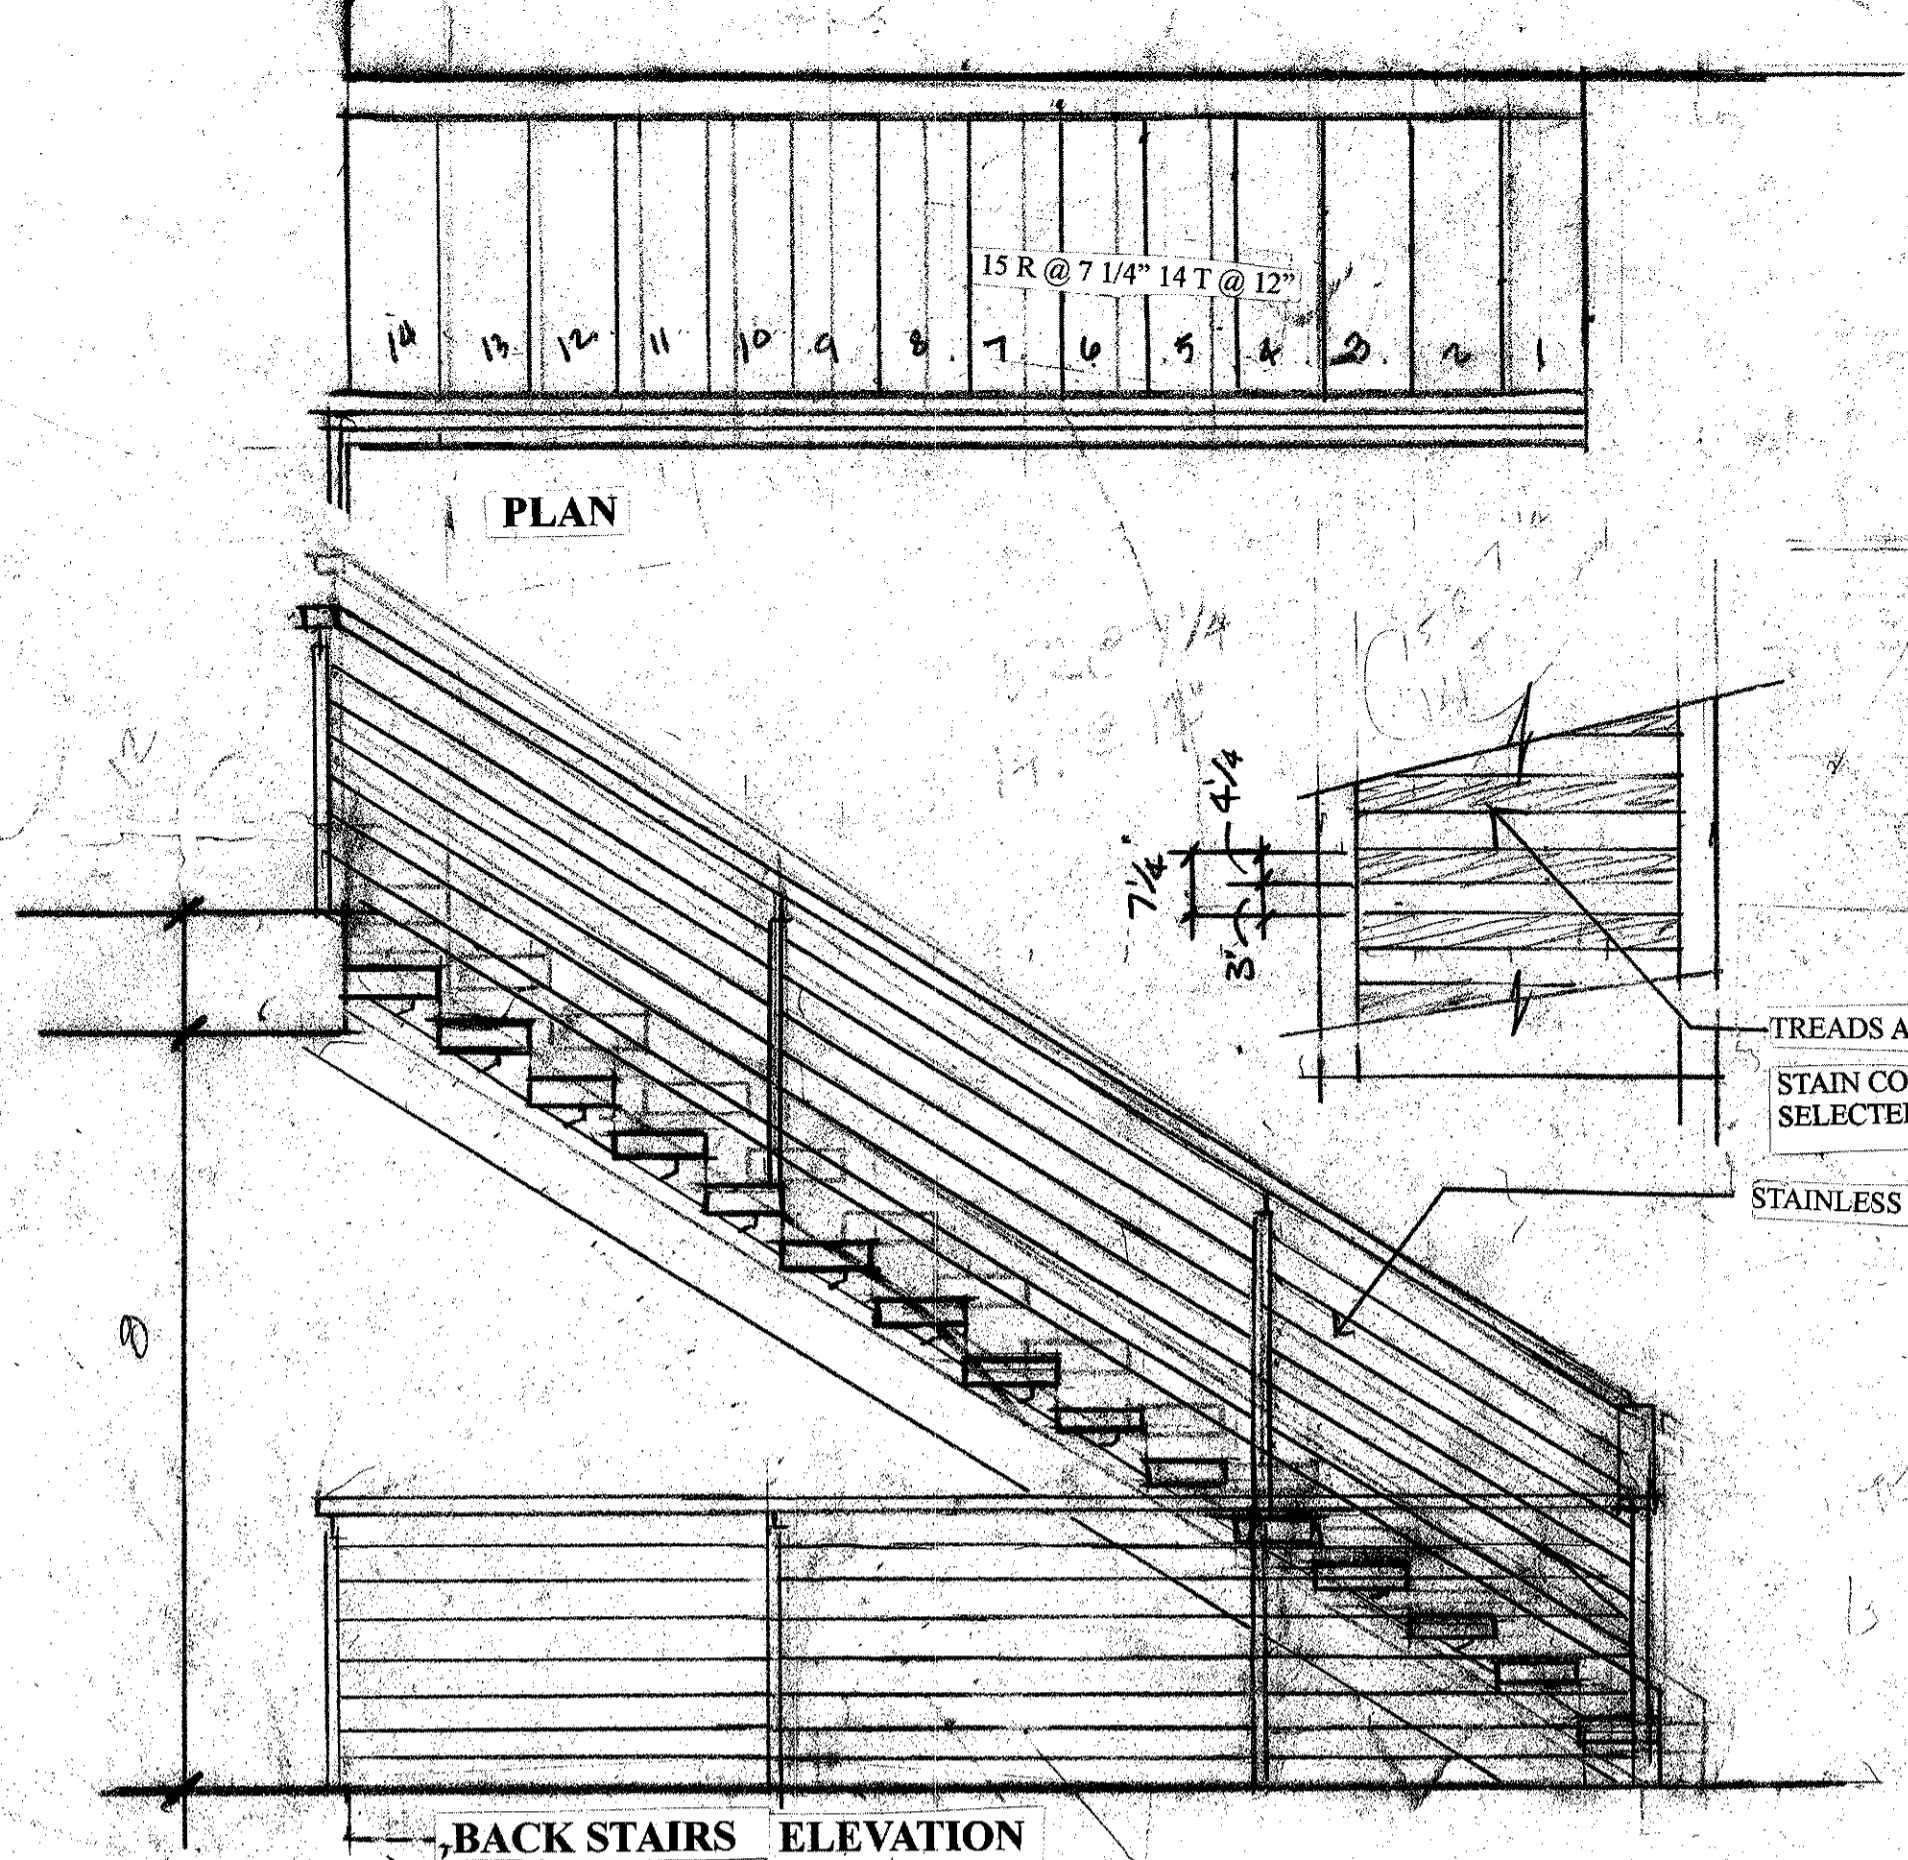 15 R @ 7 1/4” 14 T @ 12”
14 13 12 11 10 9 8 7 6 5 4 3 2 1
PLAN
4 1/4
7 1/4"
3"
TREADS A
STAIN CO
SELECTE
STAINLESS
8
BACK STAIRS ELEVATION